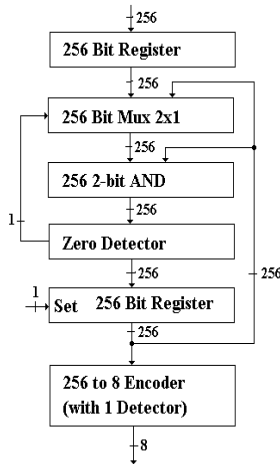 256
256 Bit Register
256
256 Bit Mux 2x1
256
256 2-bit AND
1
256
Zero Detector
256
256
1
Set 256 Bit Register
256
256 to 8 Encoder
(with 1 Detector)
8